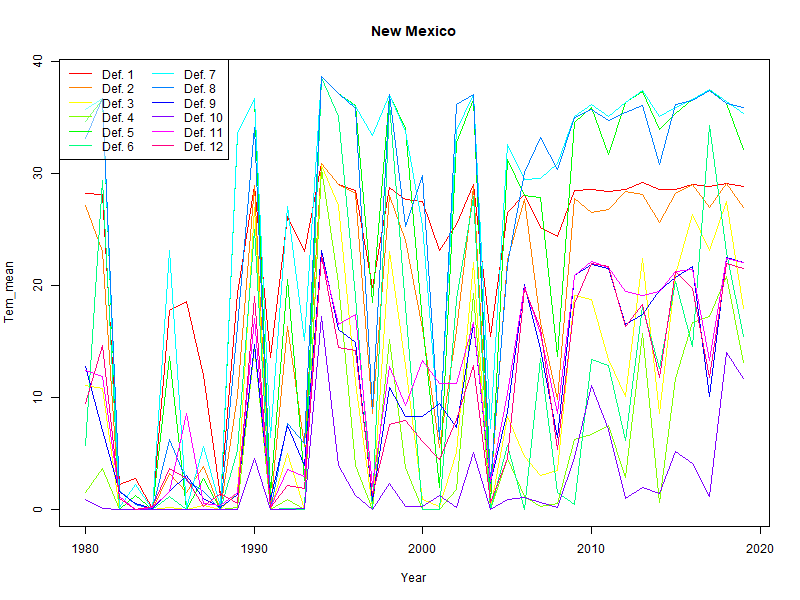 New Mexico
Def. 1 Def. 7
Def. 2 Def. 8
Def. 3 Def. 9
Def. 4 Def. 10
Def. 5 Def. 11
Def. 6 Def. 12
40
30
20
10
0
Tem_mean
1980 1990 2000 2010 2020
Year